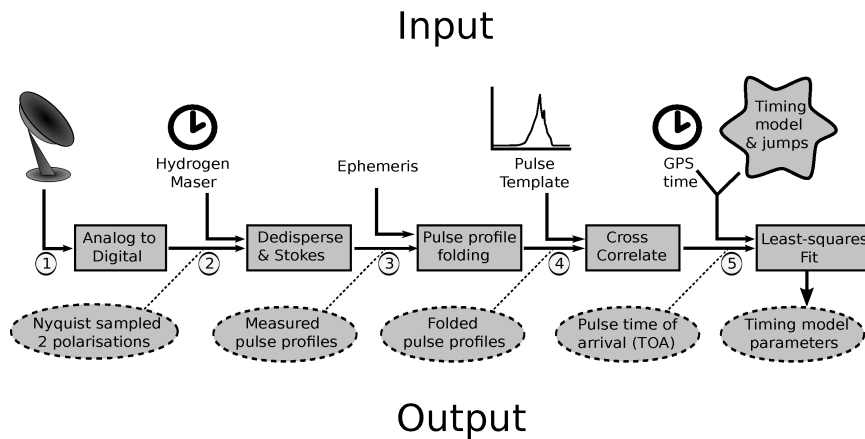 Input
Hydrogen
Maser
Ephemeris
Pulse
Template
GPS
time
Timing
model
& jumps
Analog to
Digital
Dedisperse
& Stokes
Pulse profile
folding
Cross
Correlate
Least-squares
Fit
1
2
3
4
5
Nyquist sampled
2 polarisations
Measured
pulse profiles
Folded
pulse profiles
Pulse time of
arrival (TOA)
Timing model
parameters
Output